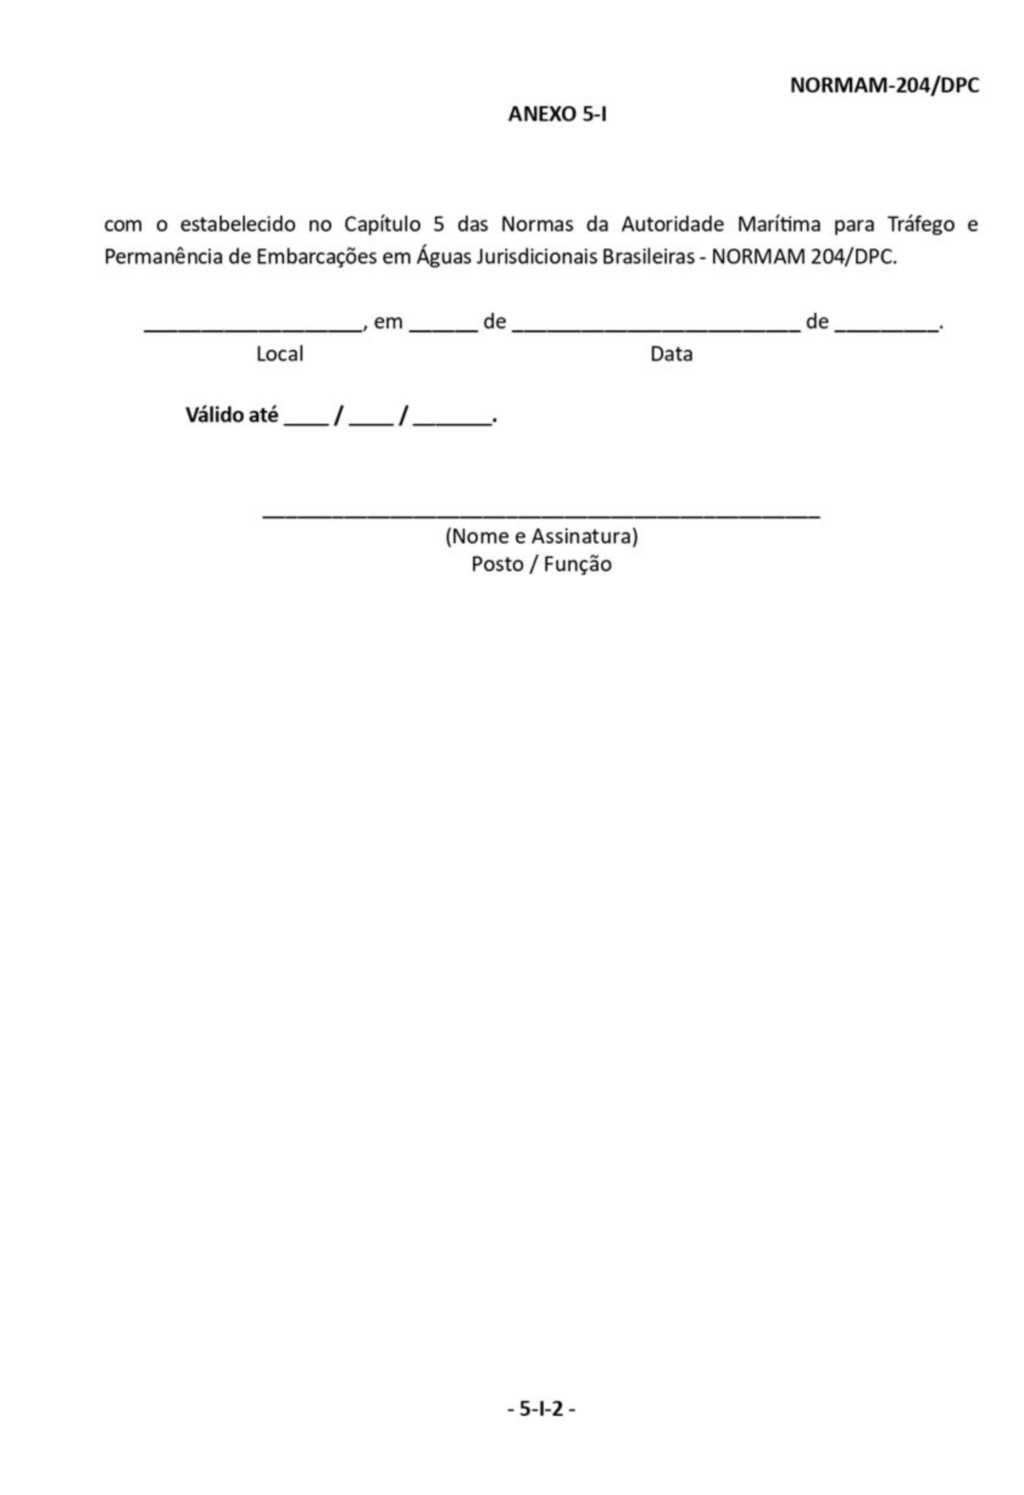 NORMAM-204/DPC
ANEXO 5-I
com o estabelecido no Capítulo 5 das Normas da Autoridade Marítima para Tráfego e
Permanência de Embarcações em Águas Jurisdicionais Brasileiras - NORMAM 204/DPC.
___________________, em ______ de _________________________ de _________.
Local Data
Válido até ____ / ____ / _______.
________________________________________________
(Nome e Assinatura)
Posto / Função
- 5-I-2 -